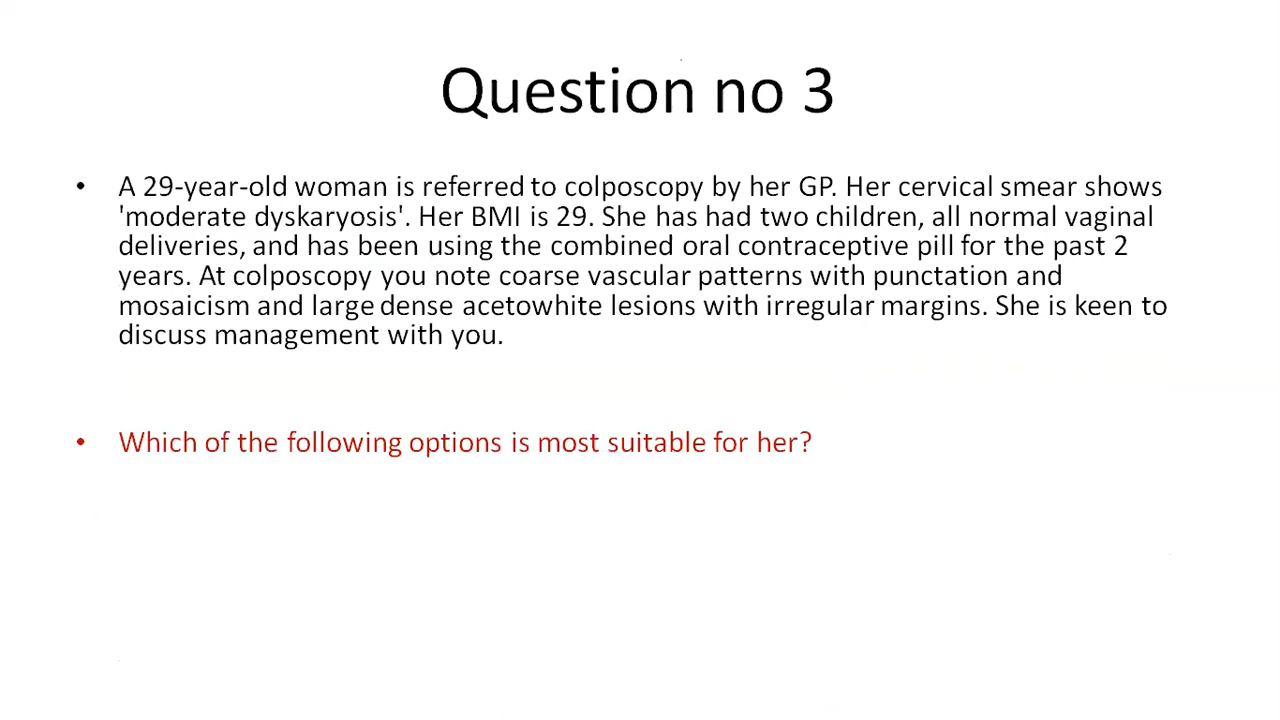 Question no 3
• A 29-year-old woman is referred to colposcopy by her GP. Her cervical smear shows
'moderate dyskaryosis'. Her BMI is 29. She has had two children, all normal vaginal
deliveries, and has been using the combined oral contraceptive pill for the past 2
years. At colposcopy you note coarse vascular patterns with punctation and
mosaicism and large dense acetowhite lesions with irregular margins. She is keen to
discuss management with you.
• Which of the following options is most suitable for her?